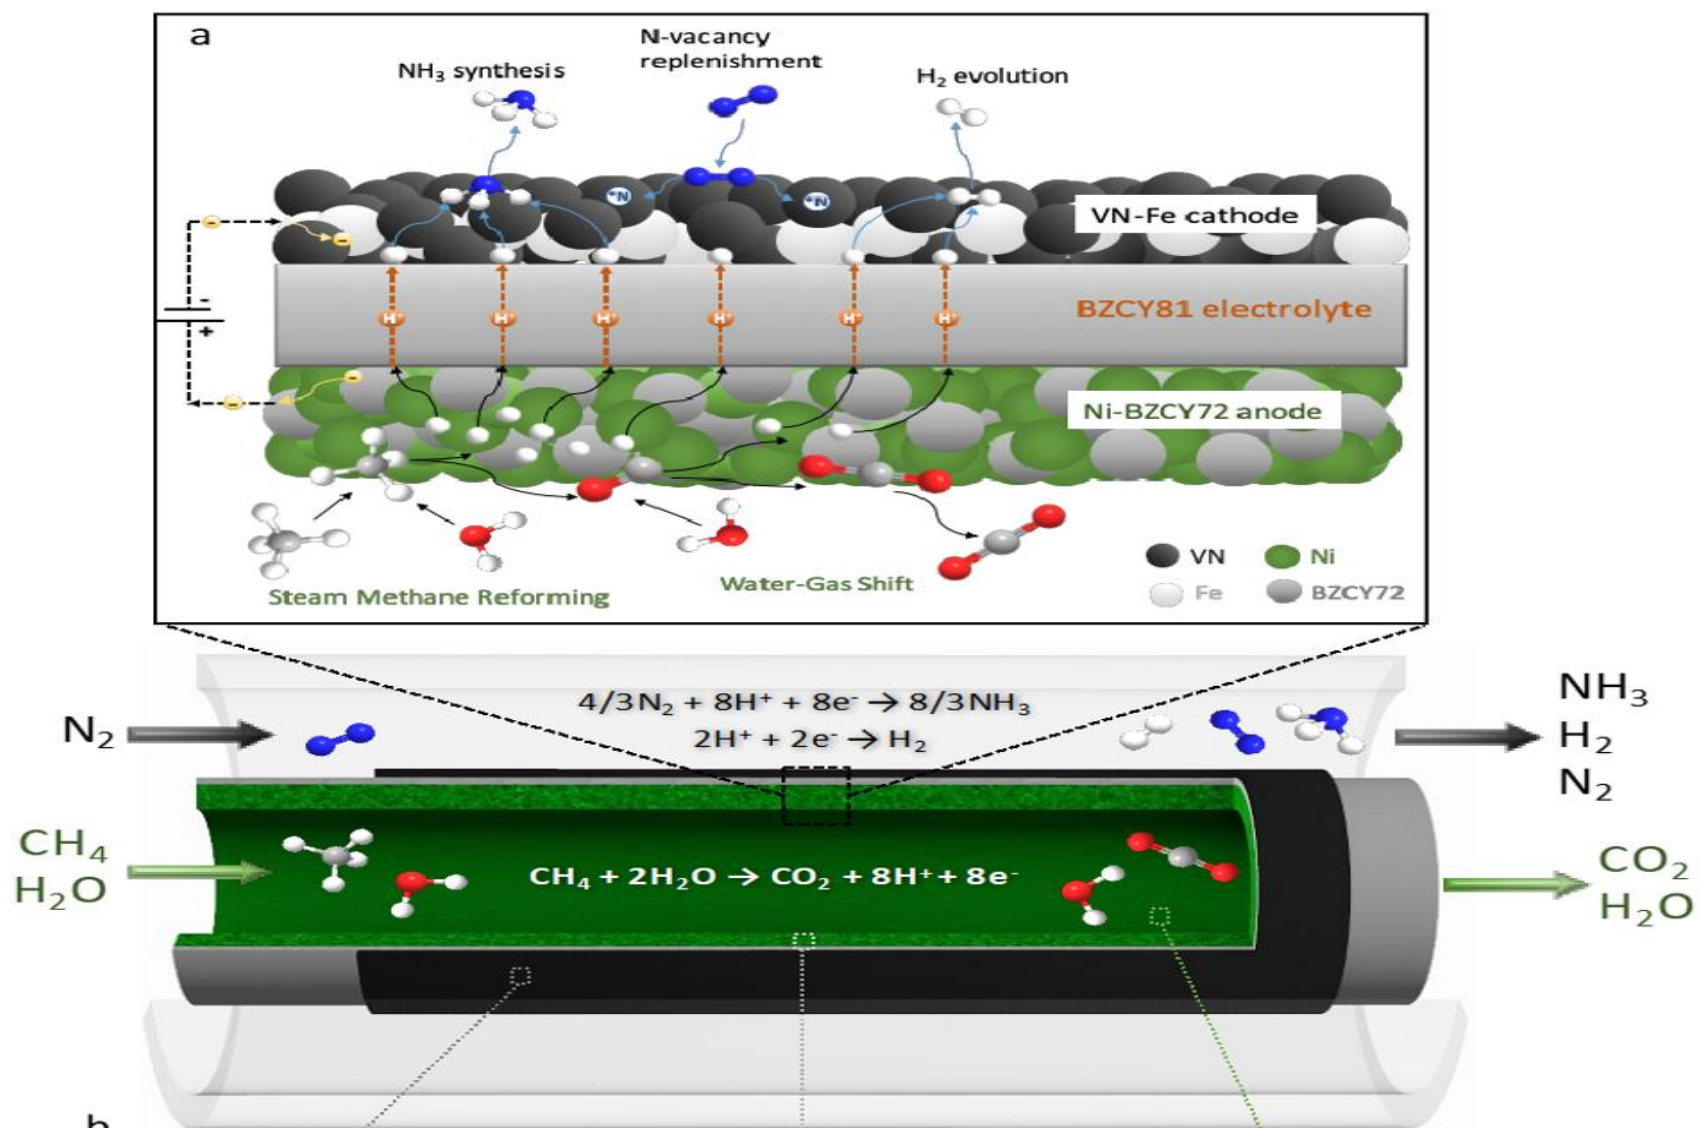 a
NH₃ synthesis
N-vacancy
replenishment
H₂ evolution
*N
*N
VN-Fe cathode
-
-
-
+
H⁺ H⁺ H⁺ H⁺ H⁺ H⁺
BZCY81 electrolyte
-
-
Ni-BZCY72 anode
Steam Methane Reforming
Water-Gas Shift
VN Ni
Fe BZCY72
4/3N₂ + 8H⁺ + 8e⁻ → 8/3NH₃
2H⁺ + 2e⁻ → H₂
N₂
NH₃
H₂
N₂
CH₄
H₂O
CH₄ + 2H₂O → CO₂ + 8H⁺ + 8e⁻
CO₂
H₂O